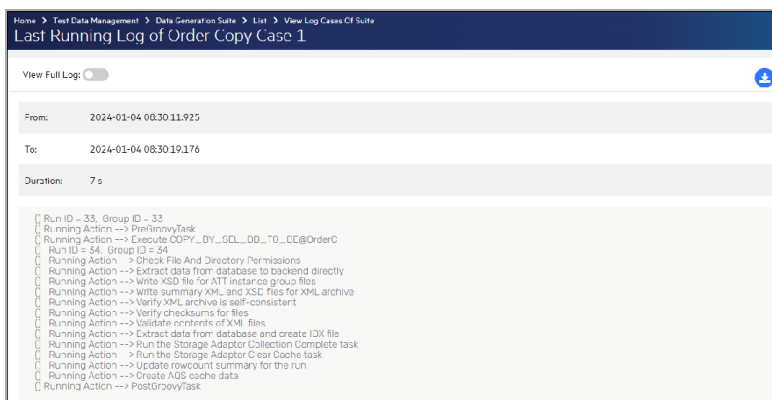 Home > Test Data Management > Data Generation Suite > List > View Log Cases Of Suite
Last Running Log of Order Copy Case 1
View Full Log:
From: 2024-01-04 08:30:11.925
To: 2024-01-04 08:30:19.176
Duration: 7 s
[] Run ID = 33, Group ID = 33
[] Running Action --> PreGroovyTask
[] Running Action --> Execute COPY_BY_SEL_DB_TO_BE@OrderC
[] Run ID = 34, Group ID = 34
[] Running Action --> Check File And Directory Permissions
[] Running Action --> Extract data from database to backend directly
[] Running Action --> Write XSD file for ATT instance group files
[] Running Action --> Write summary XML and XSD files for XML archive
[] Running Action --> Verify XML archive is self-consistent
[] Running Action --> Verify checksums for files
[] Running Action --> Validate contents of XML files
[] Running Action --> Extract data from database and create IDX file
[] Running Action --> Run the Storage Adaptor Collection Complete task
[] Running Action --> Run the Storage Adaptor Clear Cache task
[] Running Action --> Update rowcount summary for the run
[] Running Action --> Create AQS cache data
[] Running Action --> PostGroovyTask